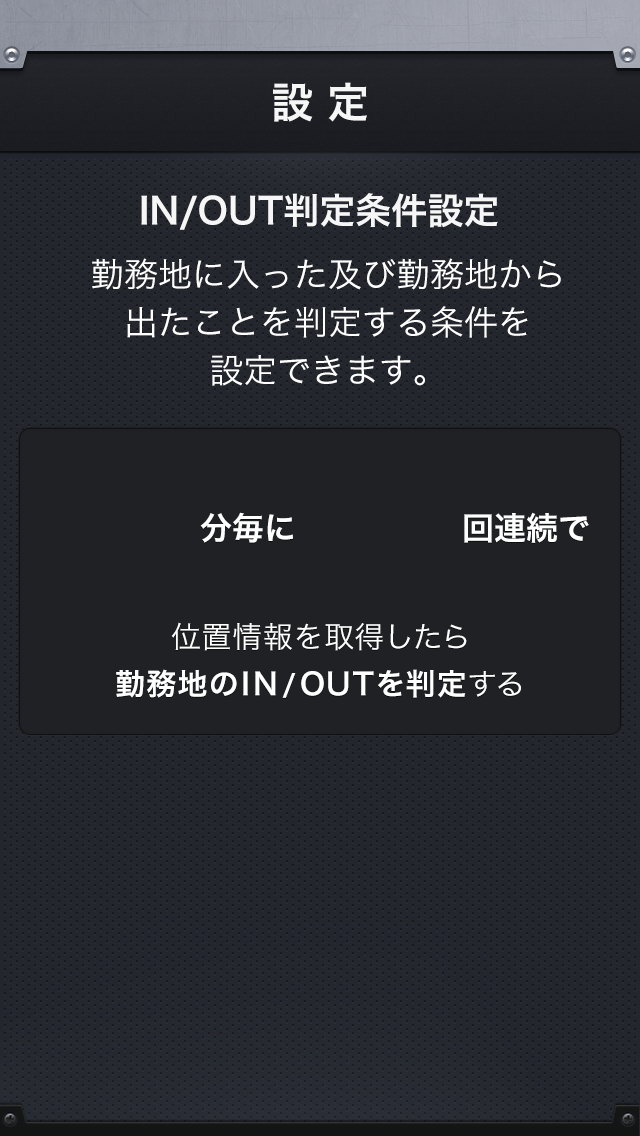 設定
IN/OUT判定条件設定
勤務地に入った及び勤務地から
出たことを判定する条件を
設定できます。
分毎に 回連続で
位置情報を取得したら
勤務地のIN/OUTを判定する